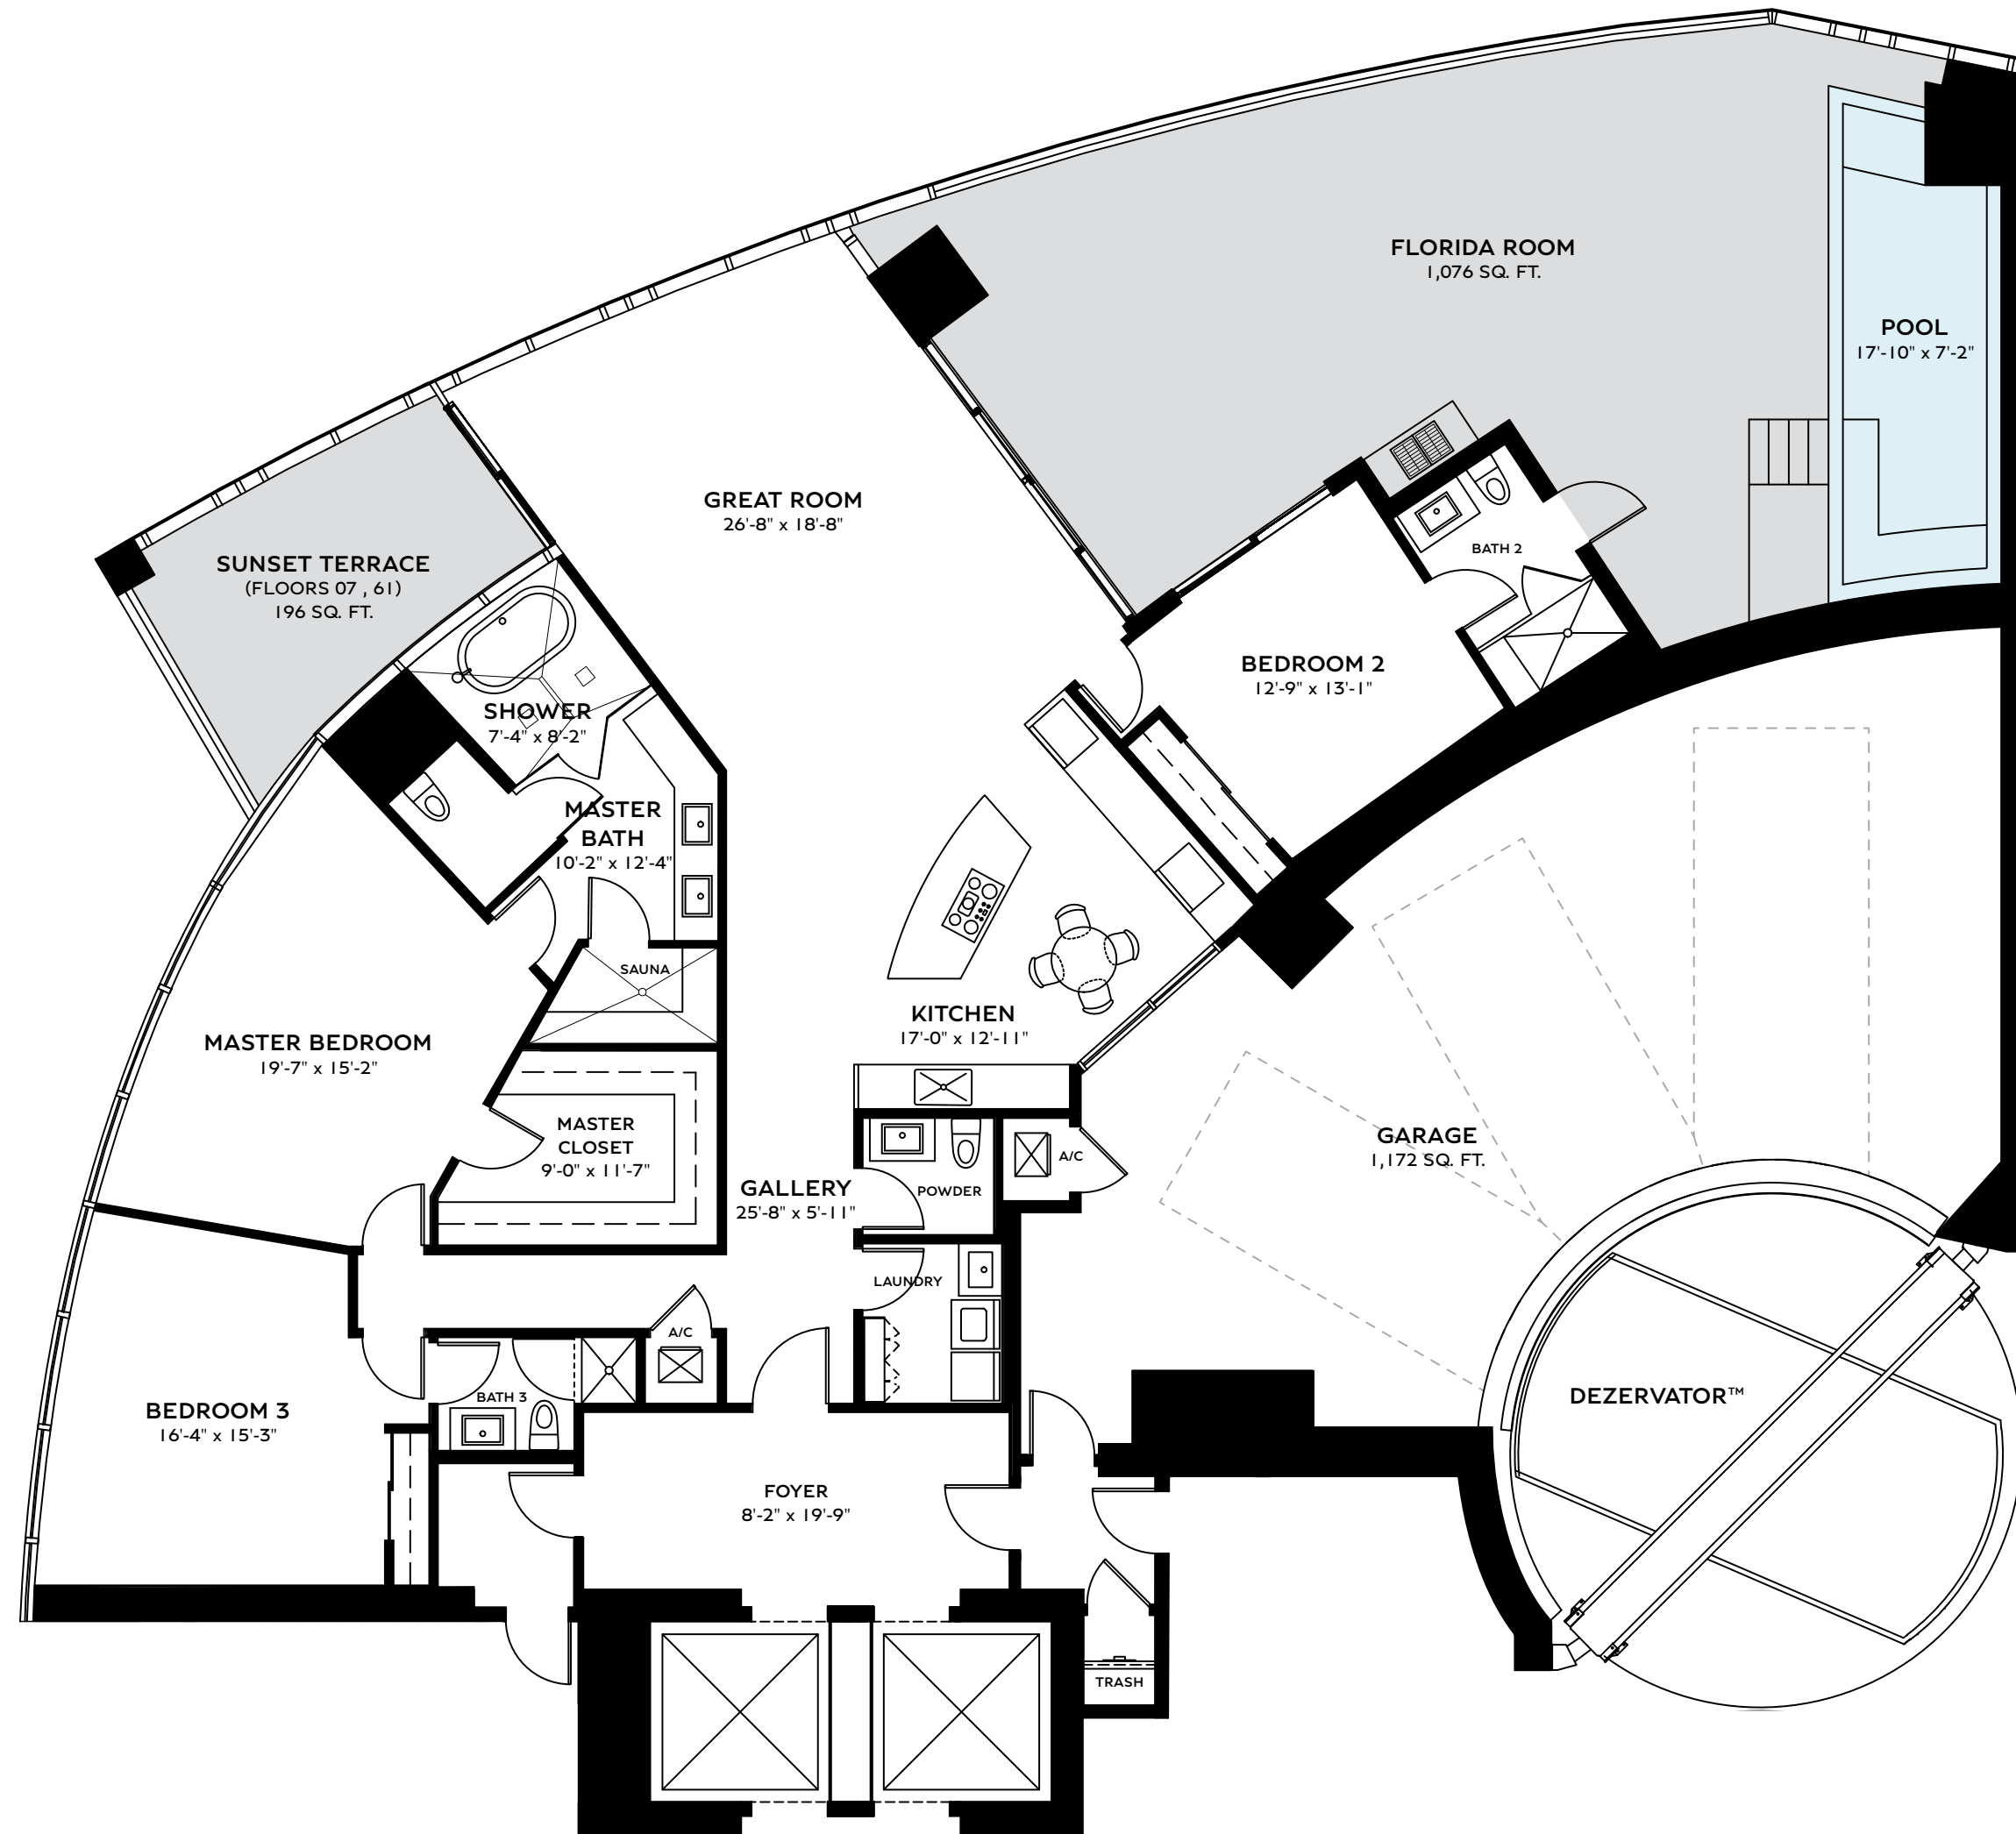 FLORIDA ROOM
1,076 SQ. FT.
POOL
17'-10" x 7'-2"
GREAT ROOM
26'-8" x 18'-8"
SUNSET TERRACE
(FLOORS 07 , 61)
196 SQ. FT.
BATH 2
BEDROOM 2
12'-9" x 13'-1"
SHOWER
7'-4" x 8'-2"
MASTER
BATH
10'-2" x 12'-4"
SAUNA
KITCHEN
17'-0" x 12'-11"
MASTER BEDROOM
19'-7" x 15'-2"
MASTER
CLOSET
9'-0" x 11'-7"
GARAGE
1,172 SQ. FT.
A/C
GALLERY
25'-8" x 5'-11"
POWDER
LAUNDRY
A/C
BATH 3
DEZERVATOR™
BEDROOM 3
16'-4" x 15'-3"
FOYER
8'-2" x 19'-9"
TRASH